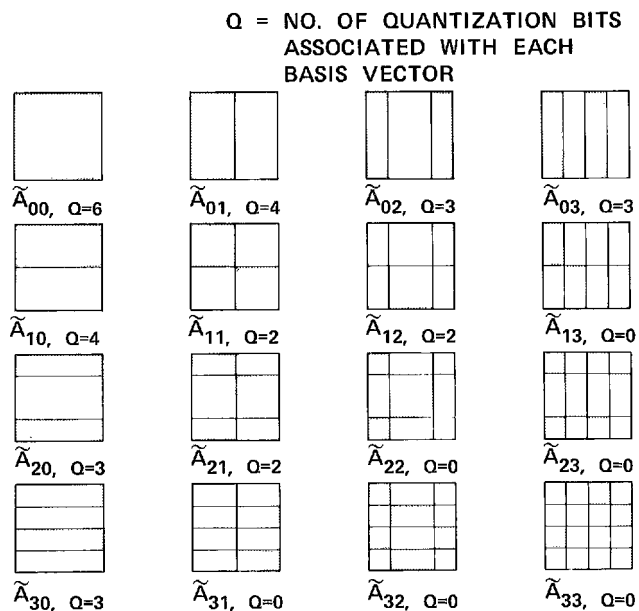 Q = NO. OF QUANTIZATION BITS
ASSOCIATED WITH EACH
BASIS VECTOR
Ã00, Q=6 Ã01, Q=4 Ã02, Q=3 Ã03, Q=3
Ã10, Q=4 Ã11, Q=2 Ã12, Q=2 Ã13, Q=0
Ã20, Q=3 Ã21, Q=2 Ã22, Q=0 Ã23, Q=0
Ã30, Q=3 Ã31, Q=0 Ã32, Q=0 Ã33, Q=0